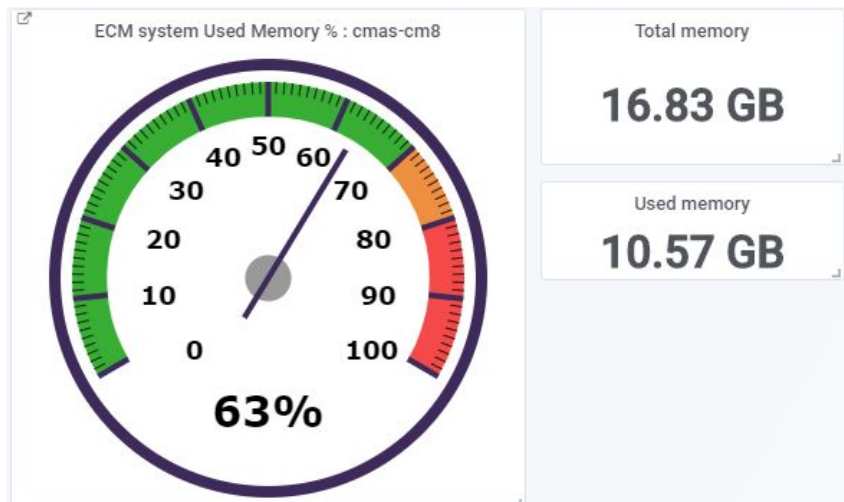 ECM system Used Memory % : cmas-cm8
50
40
60
30
70
20
80
10
90
0
100
63%
Total memory
16.83 GB
Used memory
10.57 GB